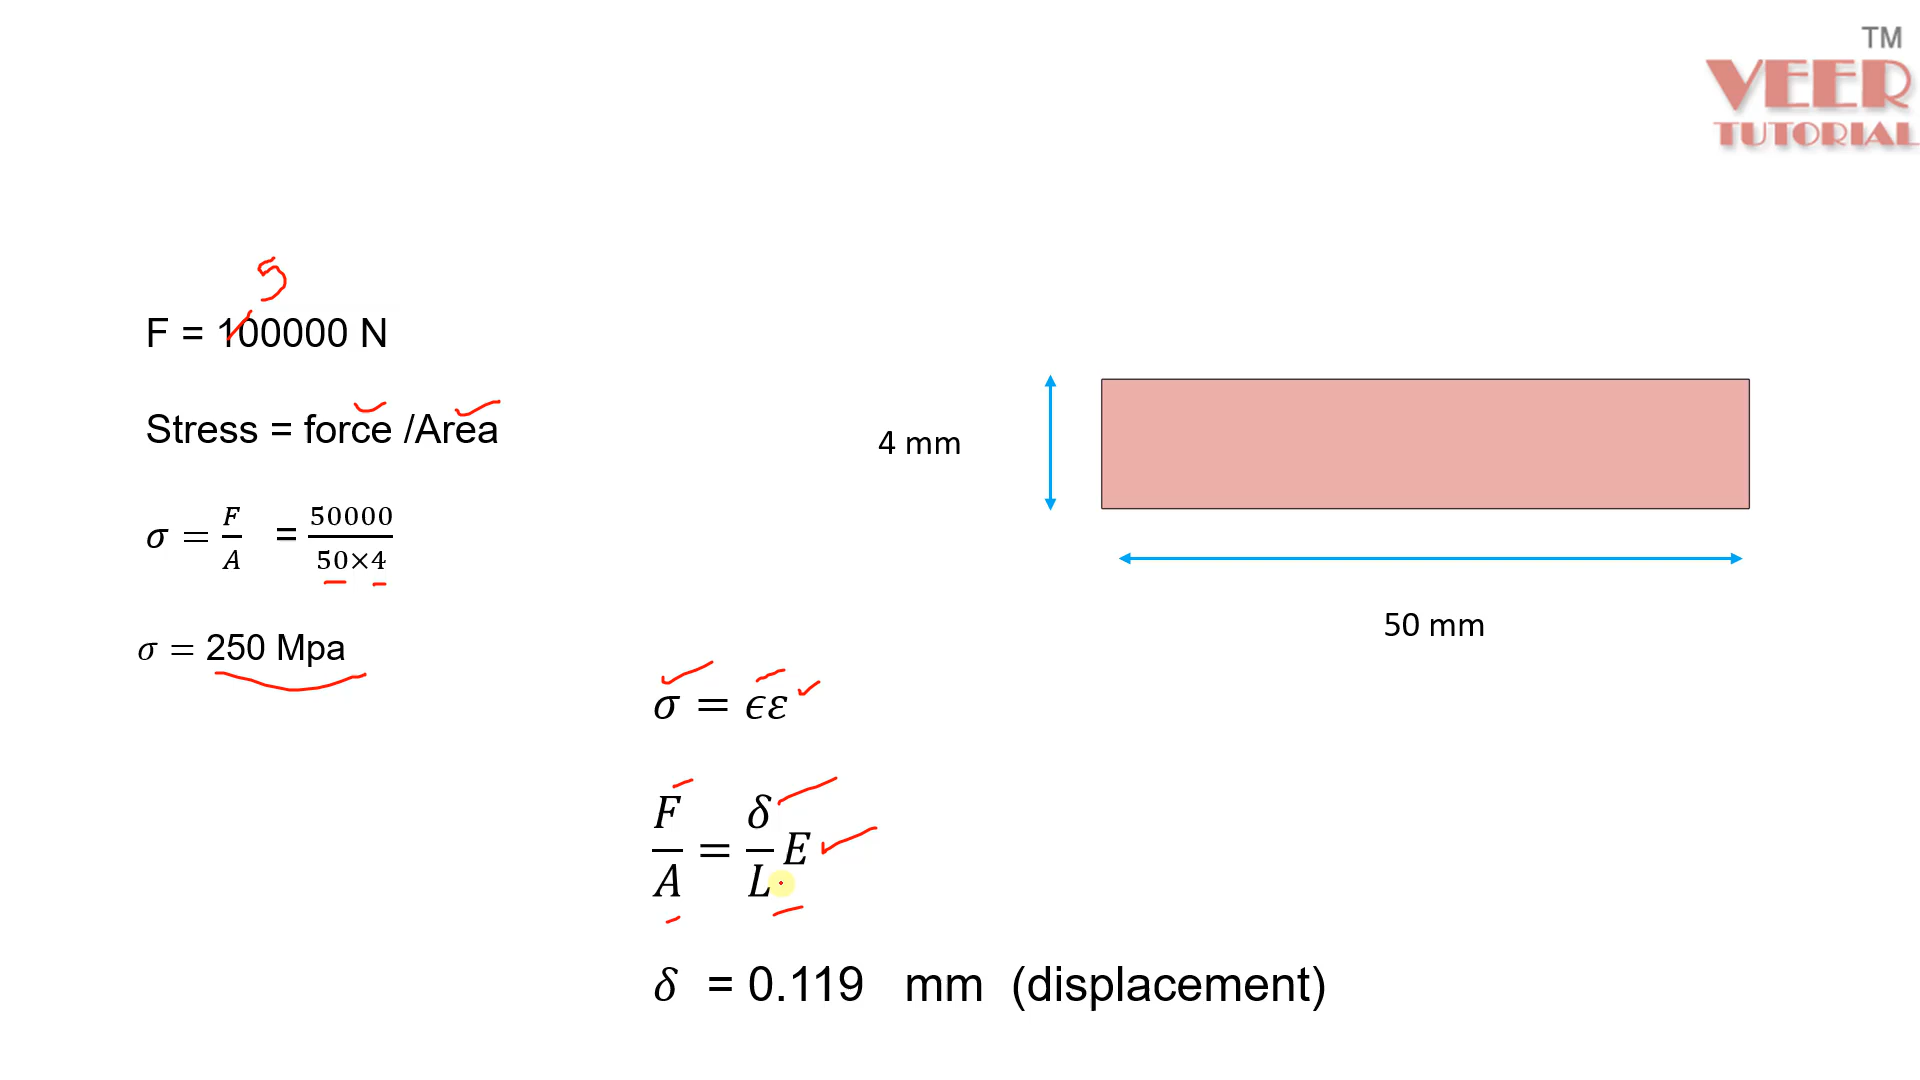 TM
VEER
TUTORIAL
5
F = 100000 N
Stress = force /Area
σ = F/A = 50000/50×4
σ = 250 Mpa
4 mm
50 mm
σ = ϵε
F/A = δ/L E
δ = 0.119 mm (displacement)